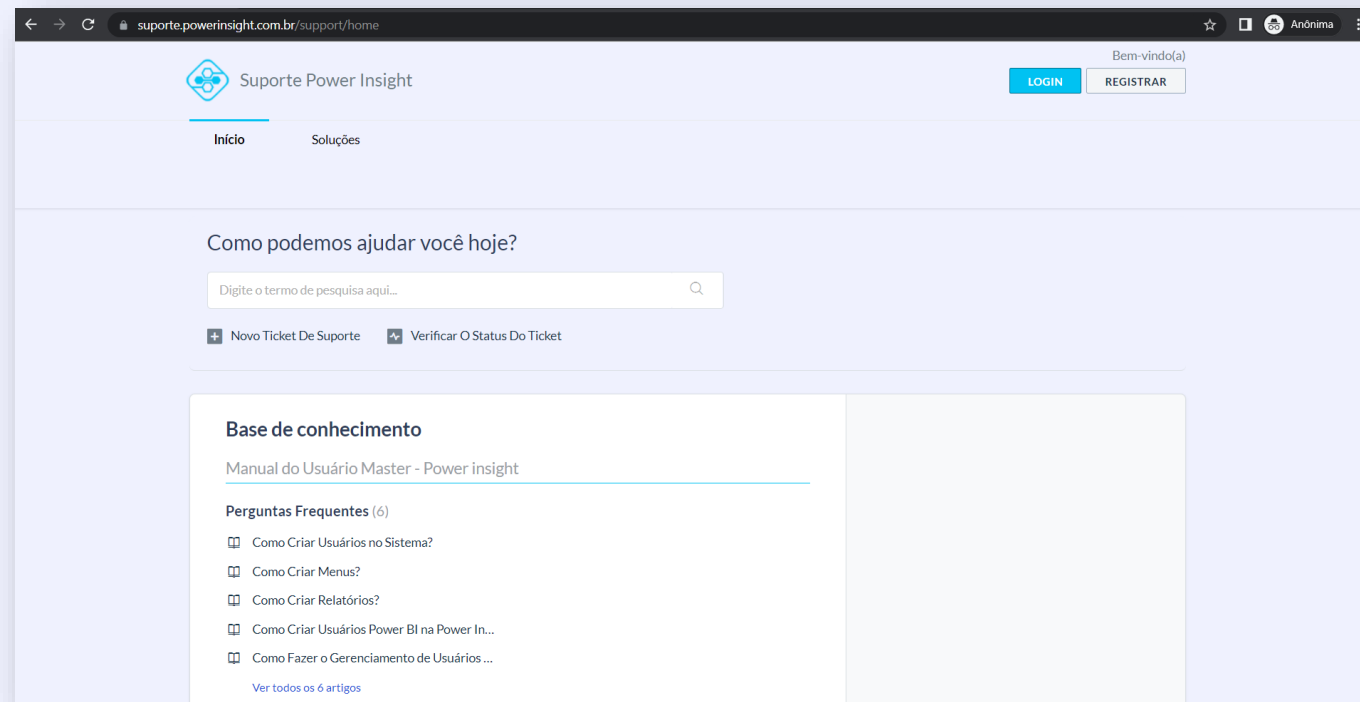 suporte.powerinsight.com.br/support/home
Anônima
Suporte Power Insight
Bem-vindo(a)
LOGIN
REGISTRAR
Início
Soluções
Como podemos ajudar você hoje?
Digite o termo de pesquisa aqui...
Novo Ticket De Suporte
Verificar O Status Do Ticket
Base de conhecimento
Manual do Usuário Master - Power insight
Perguntas Frequentes (6)
Como Criar Usuários no Sistema?
Como Criar Menus?
Como Criar Relatórios?
Como Criar Usuários Power BI na Power In...
Como Fazer o Gerenciamento de Usuários ...
Ver todos os 6 artigos